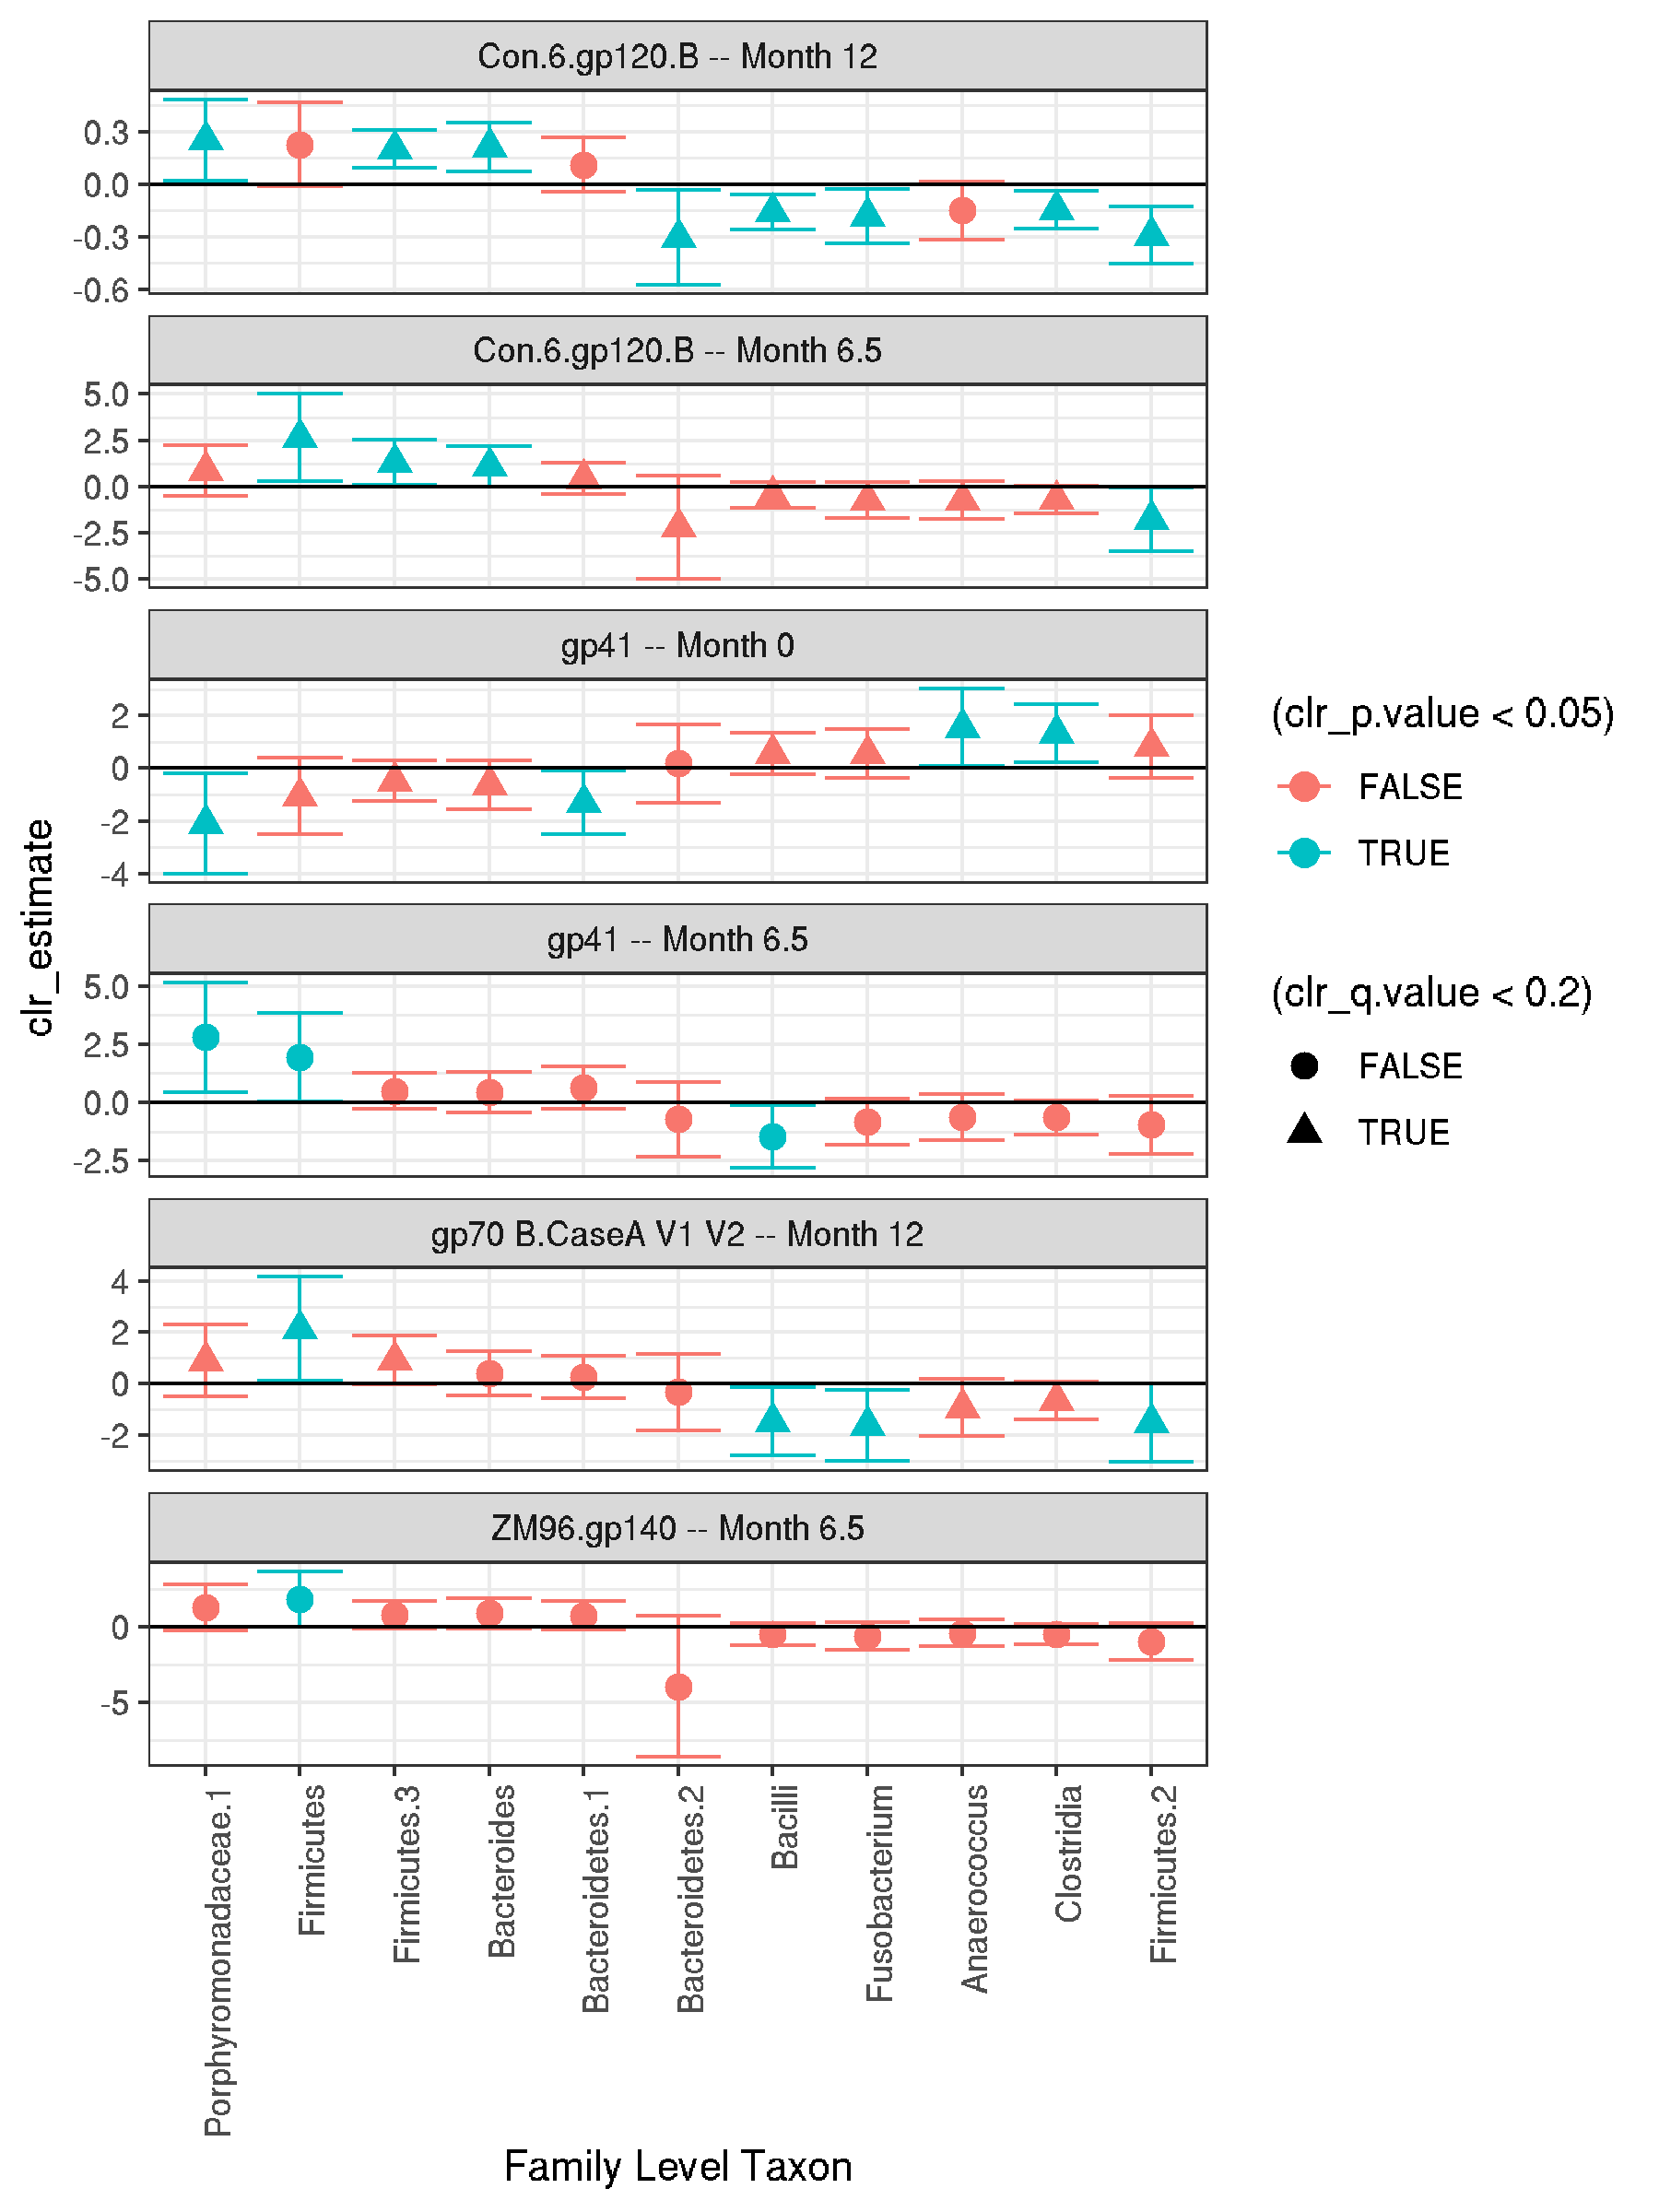 Con.6.gp120.B -- Month 12
0.3
0.0
-0.3
-0.6
Con.6.gp120.B -- Month 6.5
5.0
2.5
0.0
-2.5
-5.0
gp41 -- Month 0
2
0
-2
-4
gp41 -- Month 6.5
5.0
2.5
0.0
-2.5
gp70 B.CaseA V1 V2 -- Month 12
4
2
0
-2
ZM96.gp140 -- Month 6.5
0
-5
Porphyromonadaceae.1
Firmicutes
Firmicutes.3
Bacteroides
Bacteroidetes.1
Bacteroidetes.2
Bacilli
Fusobacterium
Anaerococcus
Clostridia
Firmicutes.2
Family Level Taxon
clr_estimate
(clr_p.value < 0.05)
FALSE
TRUE
(clr_q.value < 0.2)
FALSE
TRUE